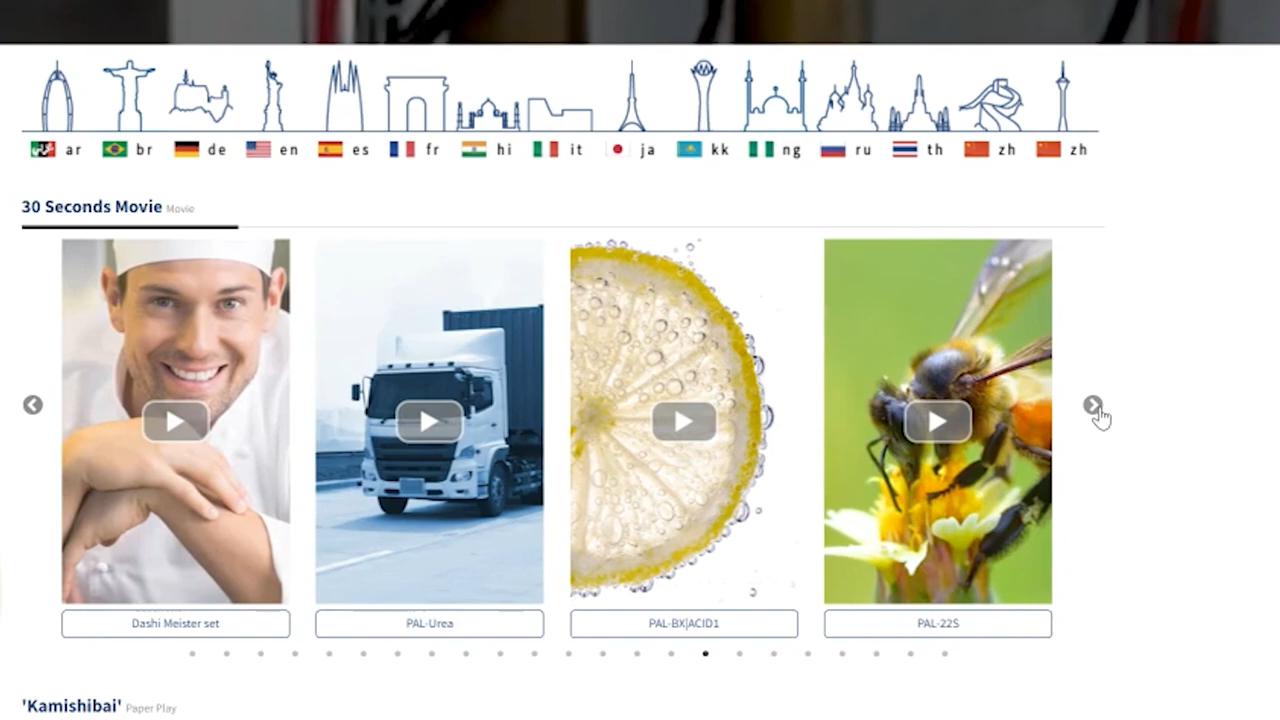 ar br de en es fr hi it ja kk ng ru th zh zh
30 Seconds Movie Movie
Dashi Meister set
PAL-Urea
PAL-BX|ACID1
PAL-22S
'Kamishibai' Paper Play